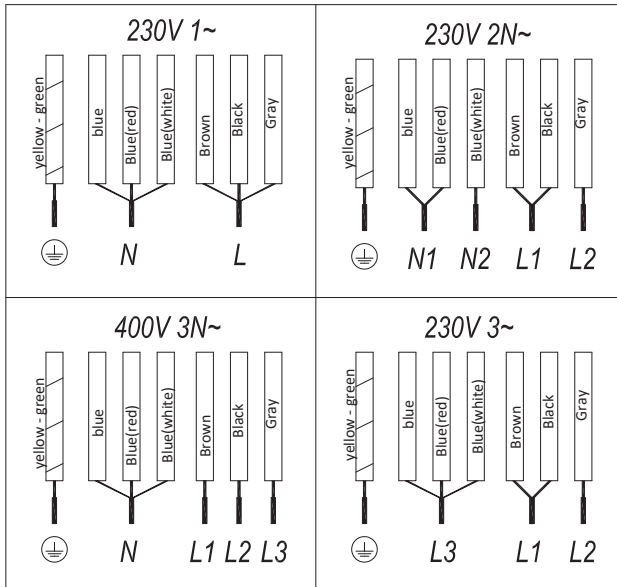 230V 1~
yellow - green
blue
Blue(red)
Blue(white)
Brown
Black
Gray
N L
230V 2N~
yellow - green
blue
Blue(red)
Blue(white)
Brown
Black
Gray
N1 N2 L1 L2
400V 3N~
yellow - green
blue
Blue(red)
Blue(white)
Brown
Black
Gray
N L1 L2 L3
230V 3~
yellow - green
blue
Blue(red)
Blue(white)
Brown
Black
Gray
L3 L1 L2